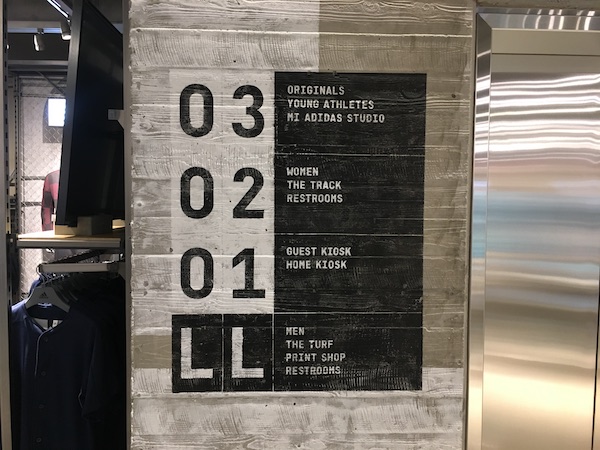 03
ORIGINALS
YOUNG ATHLETES
MI ADIDAS STUDIO
02
WOMEN
THE TRACK
RESTROOMS
01
GUEST KIOSK
HOME KIOSK
LL
MEN
THE TURF
PRINT SHOP
RESTROOMS